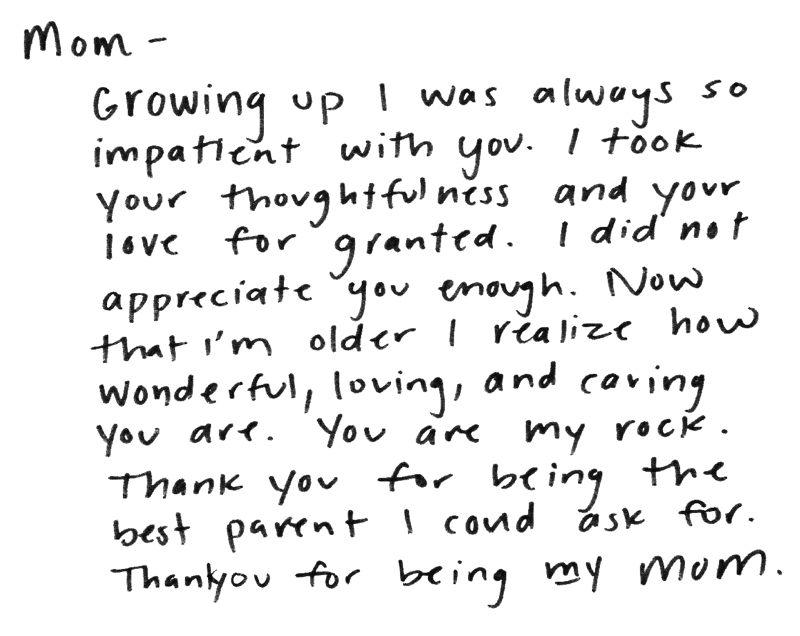 Mom -
Growing up I was always so
impatient with you. I took
your thoughtfulness and your
love for granted. I did not
appreciate you enough. Now
that i'm older I realize how
wonderful, loving, and caring
you are. You are my rock.
Thank you for being the
best parent I could ask for.
Thankyou for being my mom.